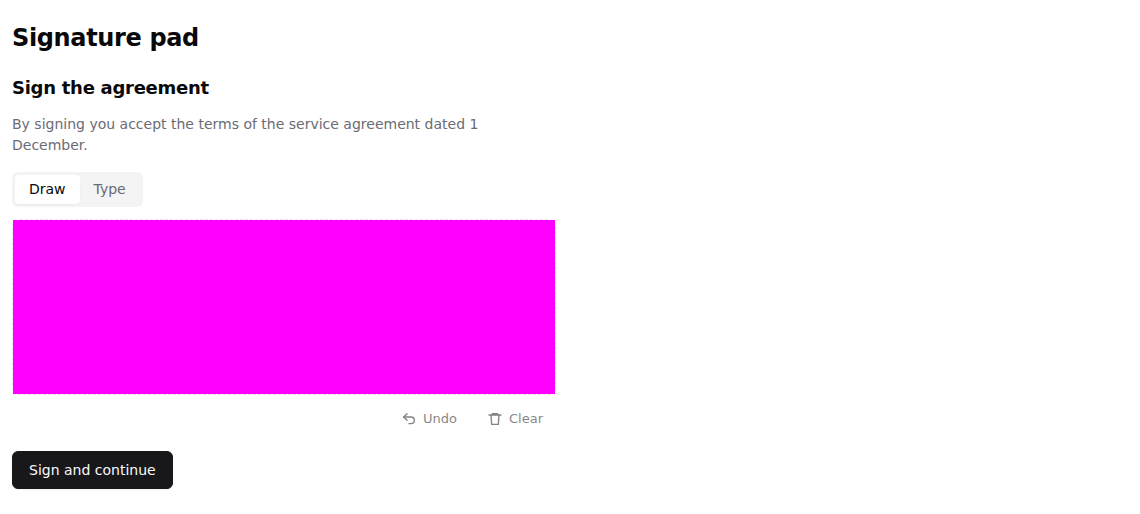 Signature pad
Sign the agreement
By signing you accept the terms of the service agreement dated 1
December.
Draw Type
Undo Clear
Sign and continue